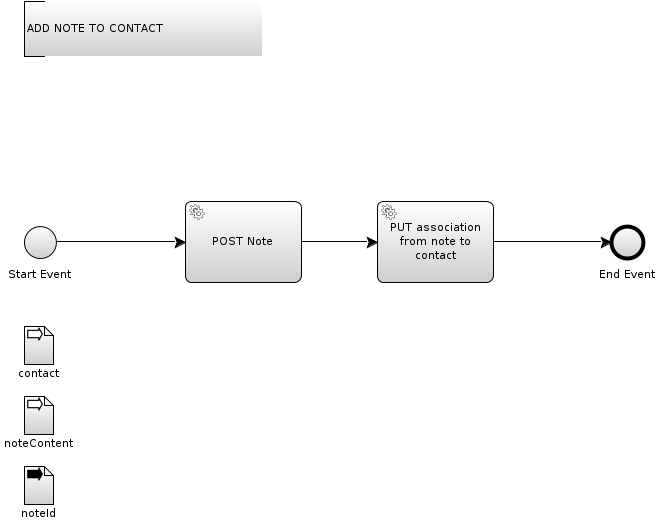 ADD NOTE TO CONTACT
POST Note
PUT association
from note to
contact
Start Event
End Event
contact
noteContent
noteId